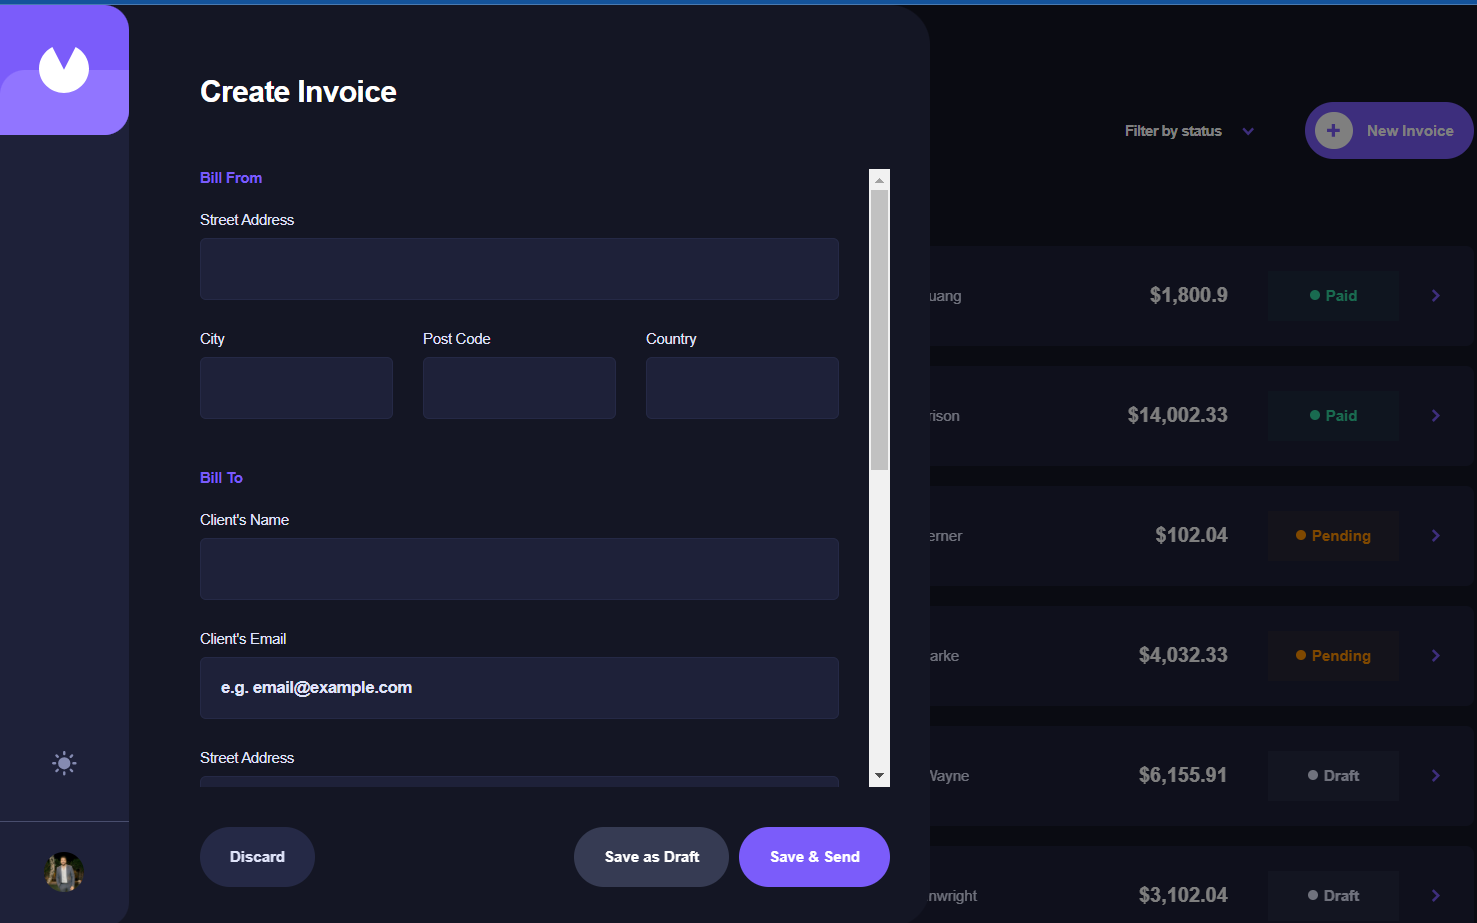 Create Invoice
Filter by status
New Invoice
Bill From
Street Address
City Post Code Country
Bill To
Client's Name
Client's Email
e.g. email@example.com
Street Address
Discard Save as Draft Save & Send
uang $1,800.9 Paid
rison $14,002.33 Paid
erner $102.04 Pending
arke $4,032.33 Pending
Wayne $6,155.91 Draft
nwright $3,102.04 Draft